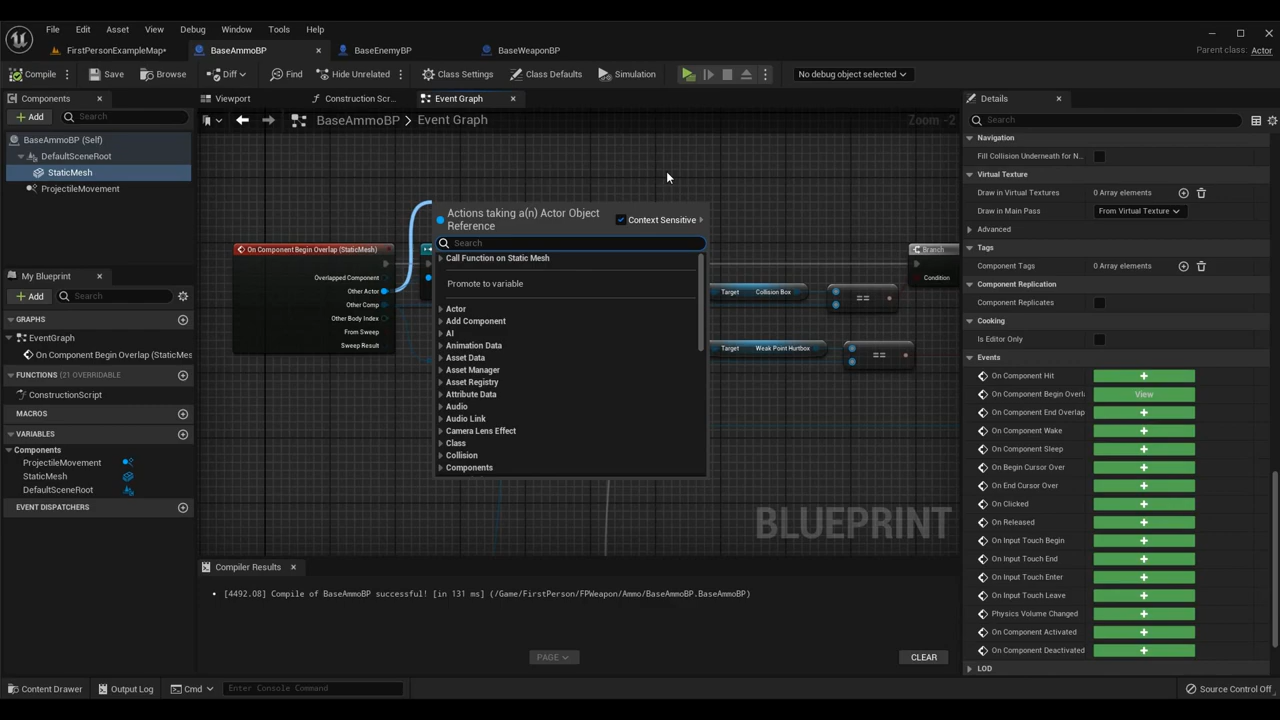 File Edit Asset View Debug Window Tools Help
FirstPersonExampleMap* BaseAmmoBP BaseEnemyBP BaseWeaponBP
Parent class: Actor
Compile Save Browse Diff Find Hide Unrelated Class Settings Class Defaults Simulation No debug object selected
Components
Add Search
BaseAmmoBP (Self)
DefaultSceneRoot
StaticMesh
ProjectileMovement
My Blueprint
Add Search
GRAPHS
EventGraph
On Component Begin Overlap (StaticMes
FUNCTIONS (21 OVERRIDABLE)
ConstructionScript
MACROS
VARIABLES
Components
ProjectileMovement
StaticMesh
DefaultSceneRoot
EVENT DISPATCHERS
Viewport Construction Scr... Event Graph
BaseAmmoBP > Event Graph
Zoom -2
On Component Begin Overlap (StaticMesh)
Overlapped Component
Other Actor
Other Comp
Other Body Index
From Sweep
Sweep Result
Actions taking a(n) Actor Object
Reference
Context Sensitive
Search
Call Function on Static Mesh
Promote to variable
Actor
Add Component
AI
Animation Data
Asset Data
Asset Manager
Asset Registry
Attribute Data
Audio
Audio Link
Camera Lens Effect
Class
Collision
Components
Target Collision Box ==
Target Weak Point Hurtbox ==
Branch
Condition
BLUEPRINT
Compiler Results
[4492.08] Compile of BaseAmmoBP successful! [in 131 ms] (/Game/FirstPerson/FPWeapon/Ammo/BaseAmmoBP.BaseAmmoBP)
PAGE
CLEAR
Details
Search
Navigation
Fill Collision Underneath for N...
Virtual Texture
Draw in Virtual Textures 0 Array elements
Draw in Main Pass From Virtual Texture
Advanced
Tags
Component Tags 0 Array elements
Component Replication
Component Replicates
Cooking
Is Editor Only
Events
On Component Hit
On Component Begin Overl View
On Component End Overlap
On Component Wake
On Component Sleep
On Begin Cursor Over
On End Cursor Over
On Clicked
On Released
On Input Touch Begin
On Input Touch End
On Input Touch Enter
On Input Touch Leave
Physics Volume Changed
On Component Activated
On Component Deactivated
LOD
Content Drawer Output Log Cmd Enter Console Command Source Control Off